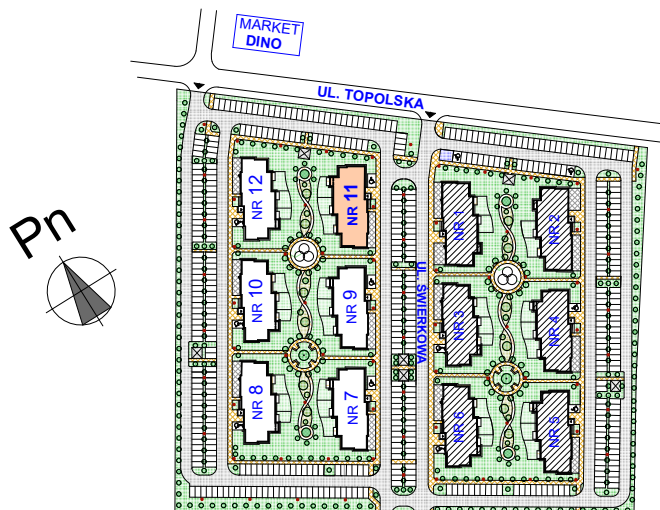 MARKET
DINO
UL. TOPOLSKA
Pn
NR 12
NR 11
NR 1
NR 2
NR 10
NR 9
UL. ŚWIERKOWA
NR 3
NR 4
NR 8
NR 7
NR 6
NR 5